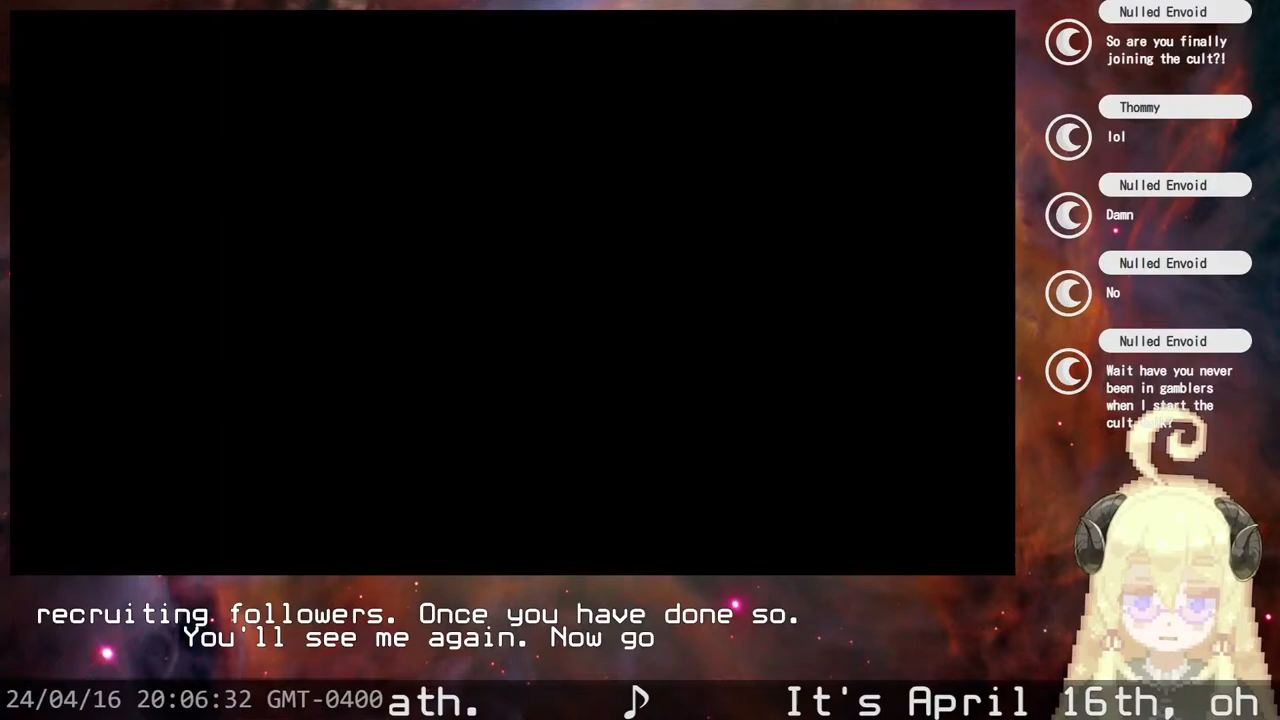 Nulled Envoid
So are you finally
joining the cult?!
Thommy
lol
Nulled Envoid
Damn
Nulled Envoid
No
Nulled Envoid
Wait have you never
been in gamblers
when I start the
cult
recruiting followers. Once you have done so.
You'll see me again. Now go
24/04/16 20:06:32 GMT-0400 ath. ♪ It's April 16th, oh